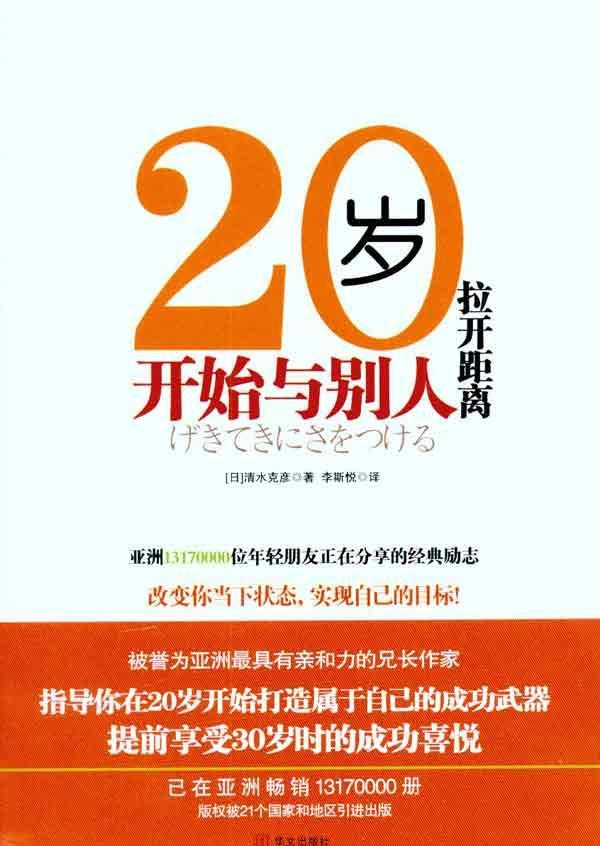 20岁
开始与别人
拉开距离
げきてきにさをつける
[日]清水克彦◎著 李斯悦◎译
亚洲13170000位年轻朋友正在分享的经典励志
改变你当下状态，实现自己的目标!
被誉为亚洲最具有亲和力的兄长作家
指导你在20岁开始打造属于自己的成功武器
提前享受30岁时的成功喜悦
己在亚洲畅销13170000册
版权被21个国家和地区引进出版
华文出版社